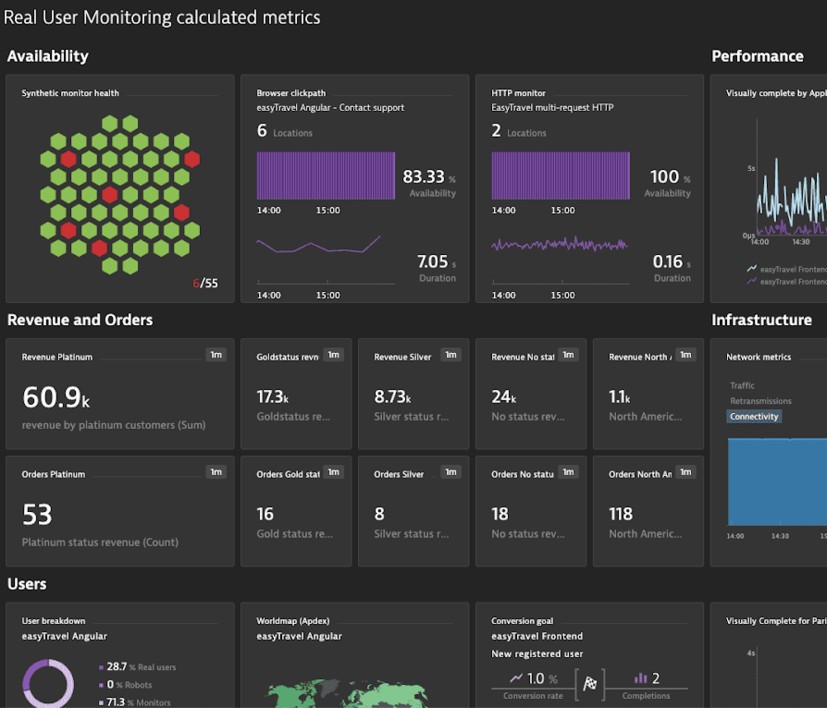 Real User Monitoring calculated metrics
Availability
Performance
Synthetic monitor health
6/55
Browser clickpath
easyTravel Angular - Contact support
6 Locations
83.33 %
Availability
14:00 15:00
7.05 s
Duration
14:00 15:00
HTTP monitor
EasyTravel multi-request HTTP
2 Locations
100 %
Availability
14:00 15:00
0.16 s
Duration
14:00 15:00
Visually complete by Appl
5s
0µs
14:00 14:30
easyTravel Frontend
easyTravel Frontend
Revenue and Orders
Infrastructure
Revenue Platinum 1m
60.9k
revenue by platinum customers (Sum)
Goldstatus reve 1m
17.3k
Goldstatus re...
Revenue Silver 1m
8.73k
Silver status r...
Revenue No stat 1m
24k
No status rev...
Revenue North A 1m
1.1k
North Americ...
Network metrics
Traffic
Retransmissions
Connectivity
14:00 14:30 15
Orders Platinum 1m
53
Platinum status revenue (Count)
Orders Gold stat 1m
16
Gold status re...
Orders Silver 1m
8
Silver status r...
Orders No statu 1m
18
No status rev...
Orders North Am 1m
118
North Americ...
Users
User breakdown
easyTravel Angular
28.7 % Real users
0 % Robots
71.3 % Monitors
Worldmap (Apdex)
easyTravel Angular
Conversion goal
easyTravel Frontend
New registered user
1.0 %
Conversion rate
2
Completions
Visually Complete for Pari
4s